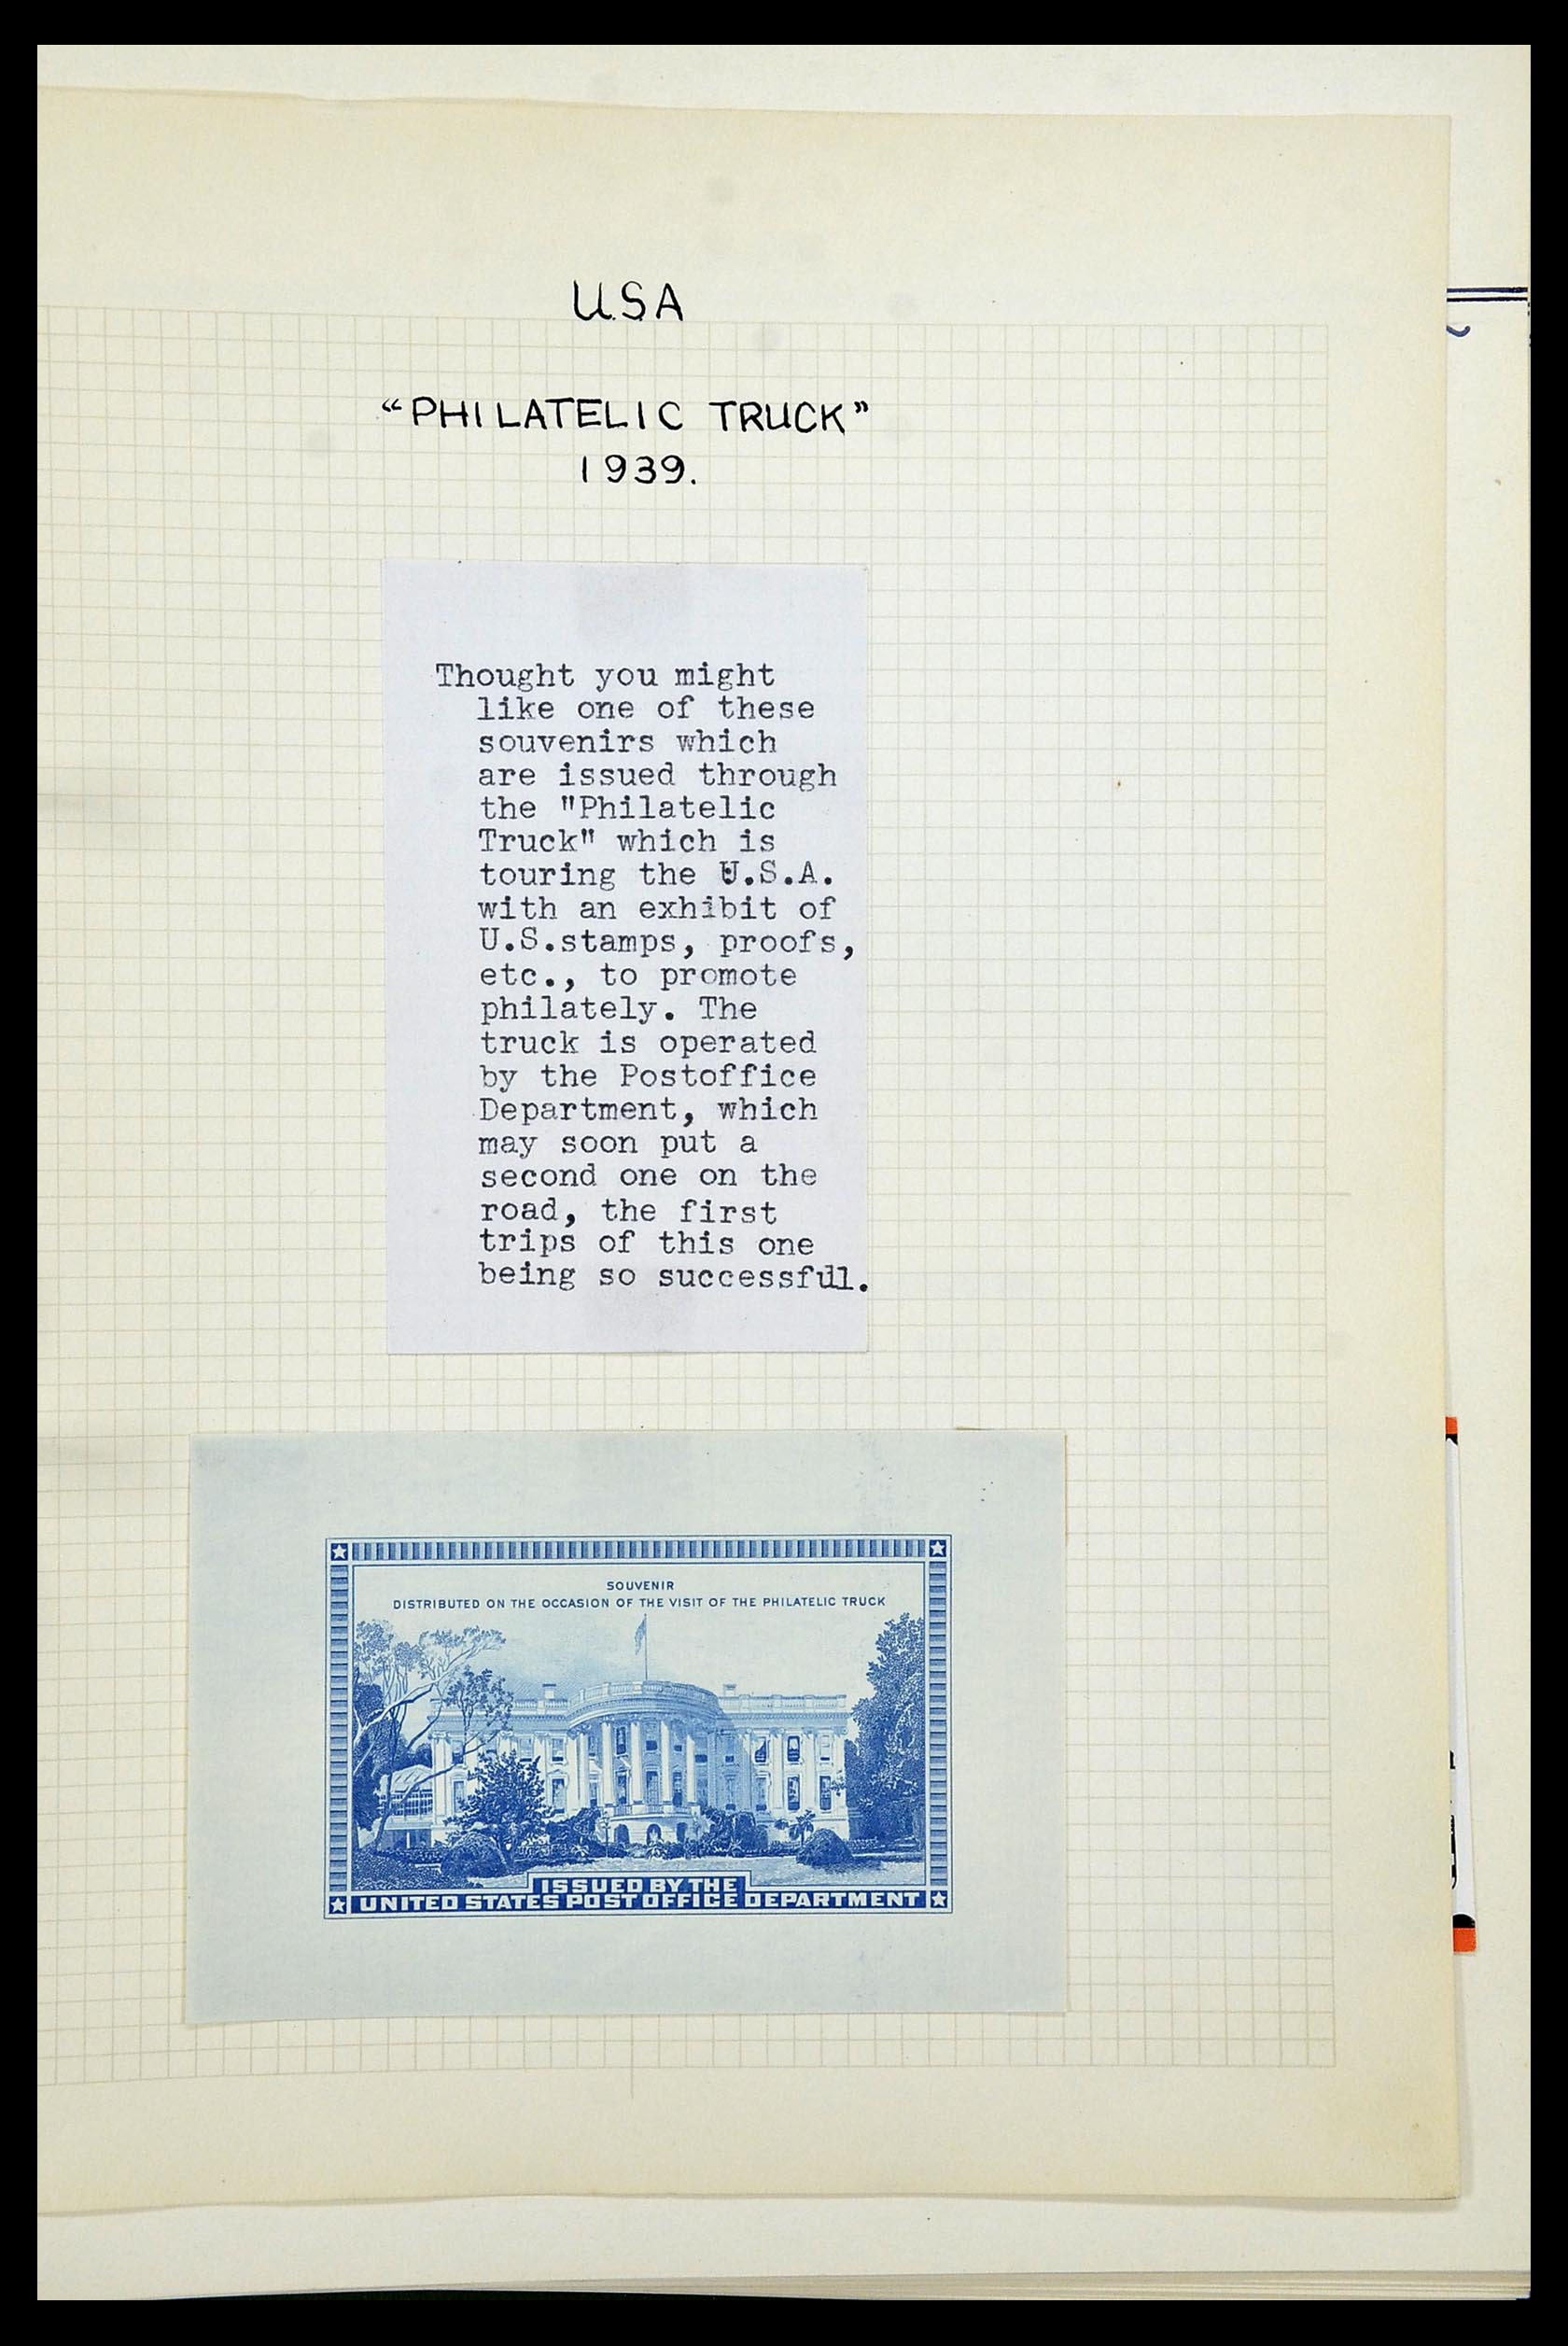 USA
“PHILATELIC TRUCK”
1939.
Thought you might
like one of these
souvenirs which
are issued through
the "Philatelic
Truck" which is
touring the U.S.A.
with an exhibit of
U.S.stamps, proofs,
etc., to promote
philately. The
truck is operated
by the Postoffice
Department, which
may soon put a
second one on the
road, the first
trips of this one
being so successful.
SOUVENIR
DISTRIBUTED ON THE OCCASION OF THE VISIT OF THE PHILATELIC TRUCK
ISSUED BY THE
UNITED STATES POST OFFICE DEPARTMENT